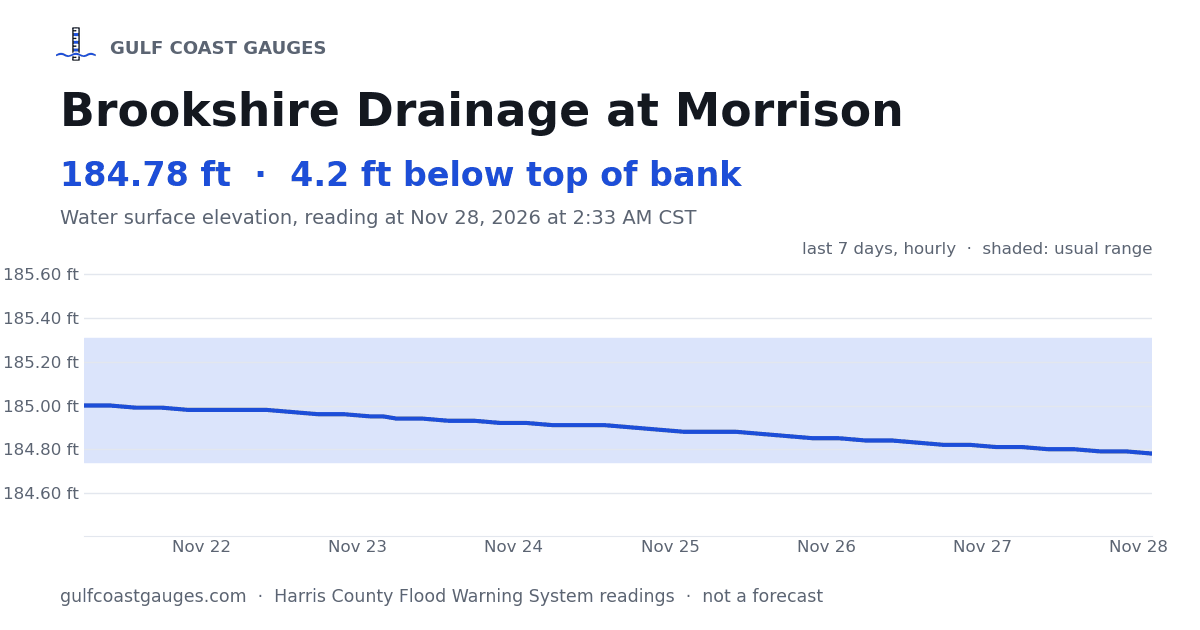 GULF COAST GAUGES
Brookshire Drainage at Morrison
184.78 ft · 4.2 ft below top of bank
Water surface elevation, reading at Nov 28, 2026 at 2:33 AM CST
last 7 days, hourly · shaded: usual range
185.60 ft
185.40 ft
185.20 ft
185.00 ft
184.80 ft
184.60 ft
Nov 22 Nov 23 Nov 24 Nov 25 Nov 26 Nov 27 Nov 28
gulfcoastgauges.com · Harris County Flood Warning System readings · not a forecast